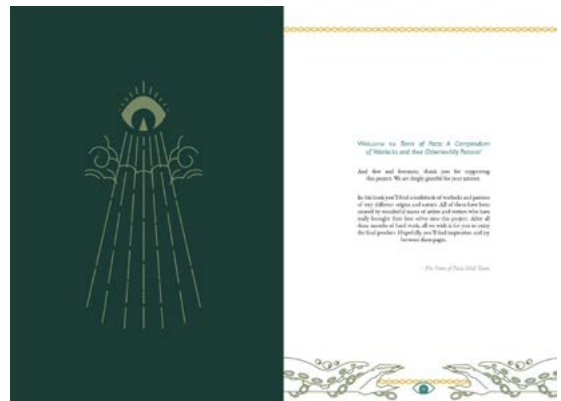 Welcome to Tome of Pacts: A Compendium
of Warlocks and their Otherworldly Patrons!
And first and foremost, thank you for supporting
this project. We are deeply grateful for your interest.
In this book you'll find a multitude of warlocks and patrons
of very different origins and nature. All of them have been
created by wonderful teams of artists and writers who have
really brought their best selves into this project. After all
these months of hard work, all we wish is for you to enjoy
the final product. Hopefully, you'll find inspiration and joy
between these pages.
- The Tome of Pacts Mod Team